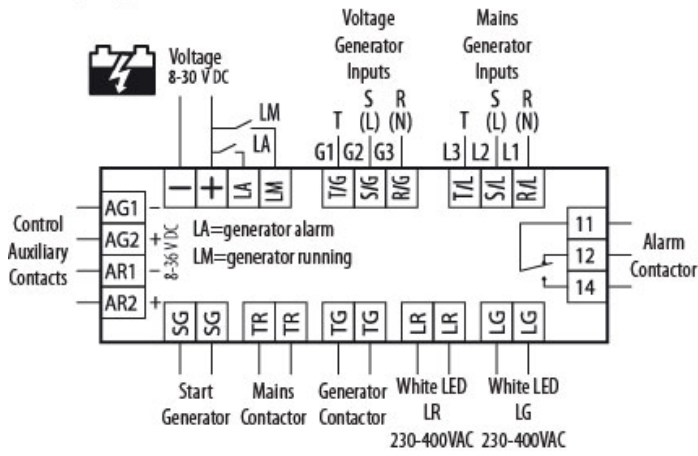 Voltage
8-30 V DC
LM
LA
Voltage
Generator
Inputs
T
S
(L)
R
(N)
G1
G2
G3
Mains
Generator
Inputs
T
S
(L)
R
(N)
L3
L2
L1
−
+
LA
LM
T/G
S/G
R/G
T/L
S/L
R/L
Control
Auxiliary
Contacts
AG1 −
AG2 +
AR1 −
AR2 +
8-36 V DC
LA=generator alarm
LM=generator running
11
12
14
Alarm
Contactor
SG
SG
TR
TR
TG
TG
LR
LR
LG
LG
Start
Generator
Mains
Contactor
Generator
Contactor
White LED
LR
230-400VAC
White LED
LG
230-400VAC